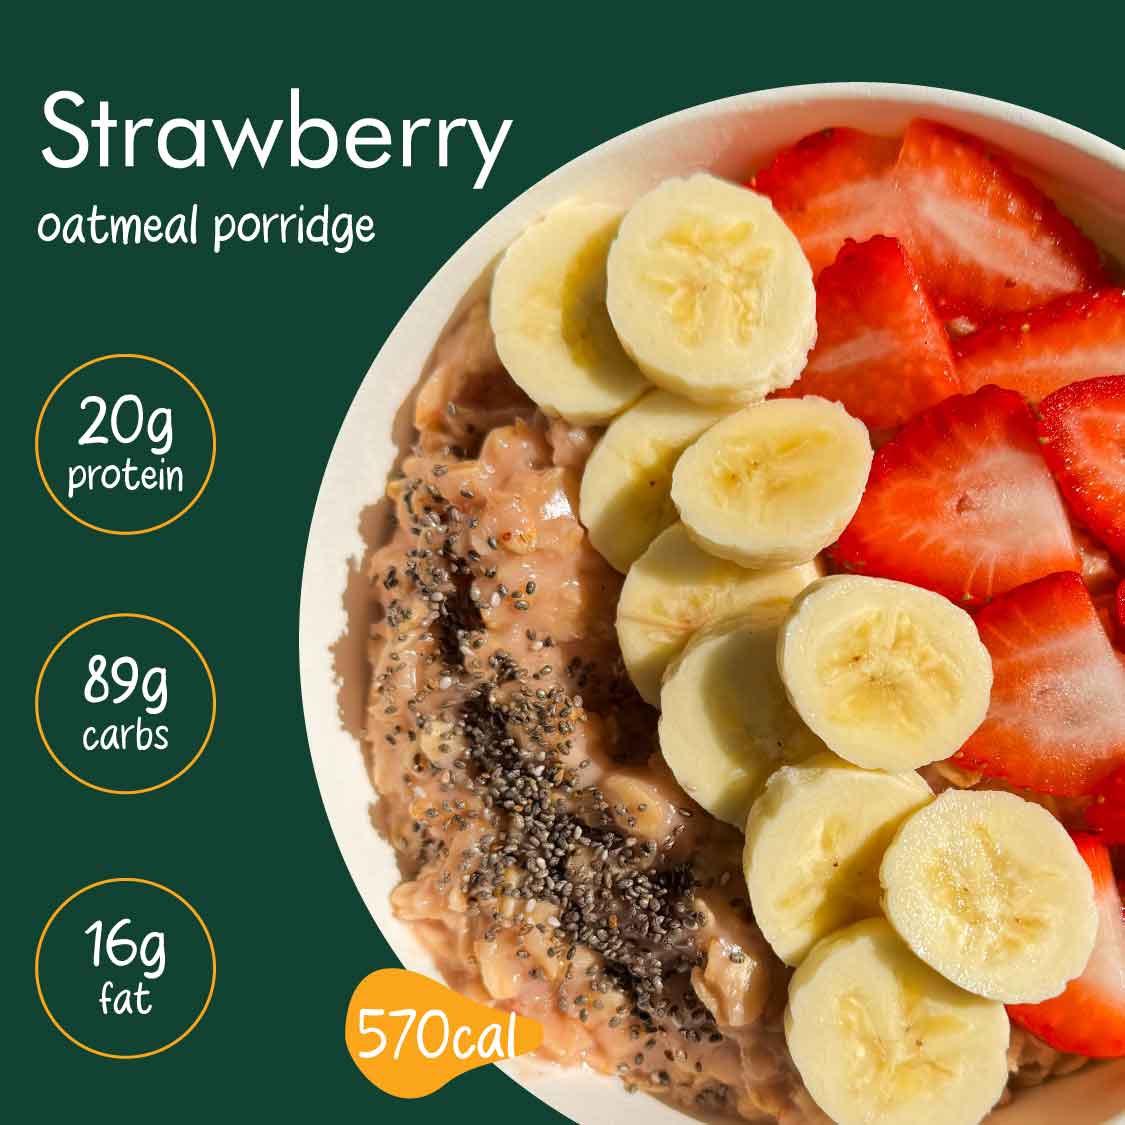 Strawberry
oatmeal porridge
20g
protein
89g
carbs
16g
fat
570cal